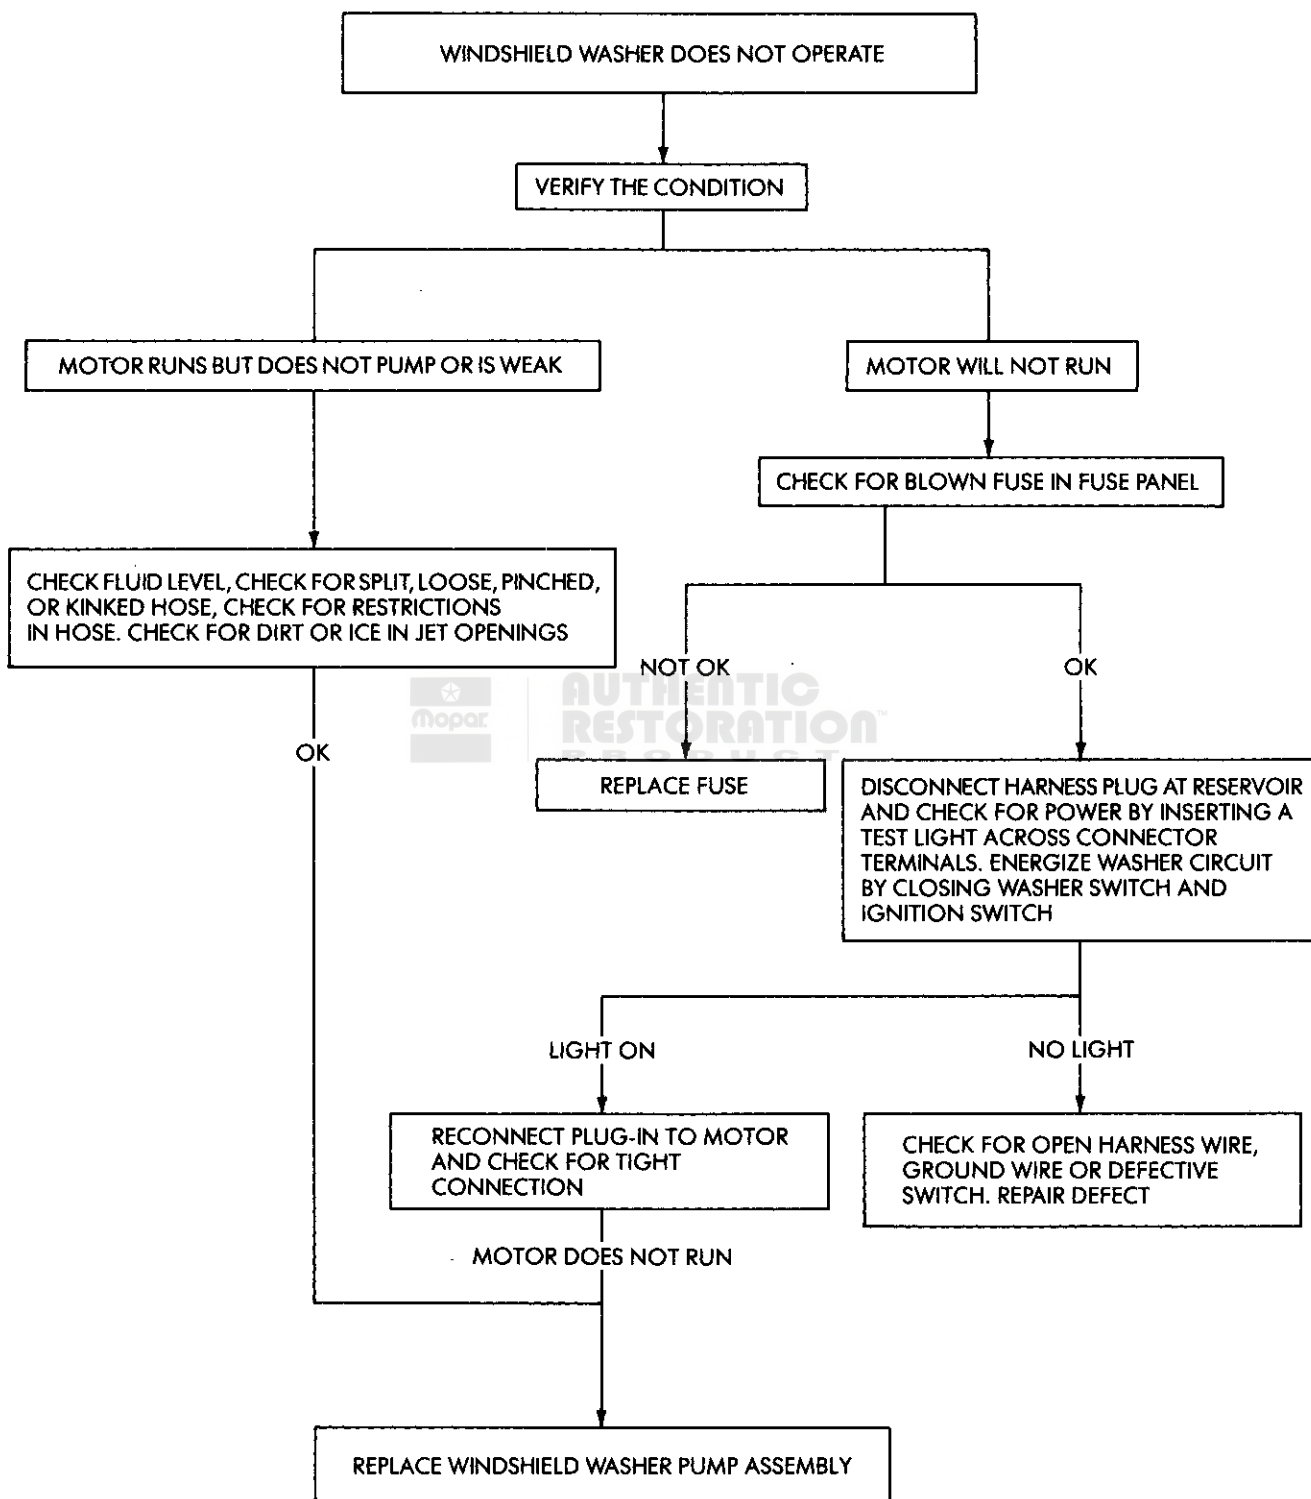 WINDSHIELD WASHER DOES NOT OPERATE
VERIFY THE CONDITION
MOTOR RUNS BUT DOES NOT PUMP OR IS WEAK
MOTOR WILL NOT RUN
CHECK FOR BLOWN FUSE IN FUSE PANEL
CHECK FLUID LEVEL, CHECK FOR SPLIT, LOOSE, PINCHED,
OR KINKED HOSE, CHECK FOR RESTRICTIONS
IN HOSE. CHECK FOR DIRT OR ICE IN JET OPENINGS
NOT OK
OK
Mopar
AUTHENTIC
RESTORATION™
PRODUCT
OK
REPLACE FUSE
DISCONNECT HARNESS PLUG AT RESERVOIR
AND CHECK FOR POWER BY INSERTING A
TEST LIGHT ACROSS CONNECTOR
TERMINALS. ENERGIZE WASHER CIRCUIT
BY CLOSING WASHER SWITCH AND
IGNITION SWITCH
LIGHT ON
NO LIGHT
RECONNECT PLUG-IN TO MOTOR
AND CHECK FOR TIGHT
CONNECTION
CHECK FOR OPEN HARNESS WIRE,
GROUND WIRE OR DEFECTIVE
SWITCH. REPAIR DEFECT
MOTOR DOES NOT RUN
REPLACE WINDSHIELD WASHER PUMP ASSEMBLY